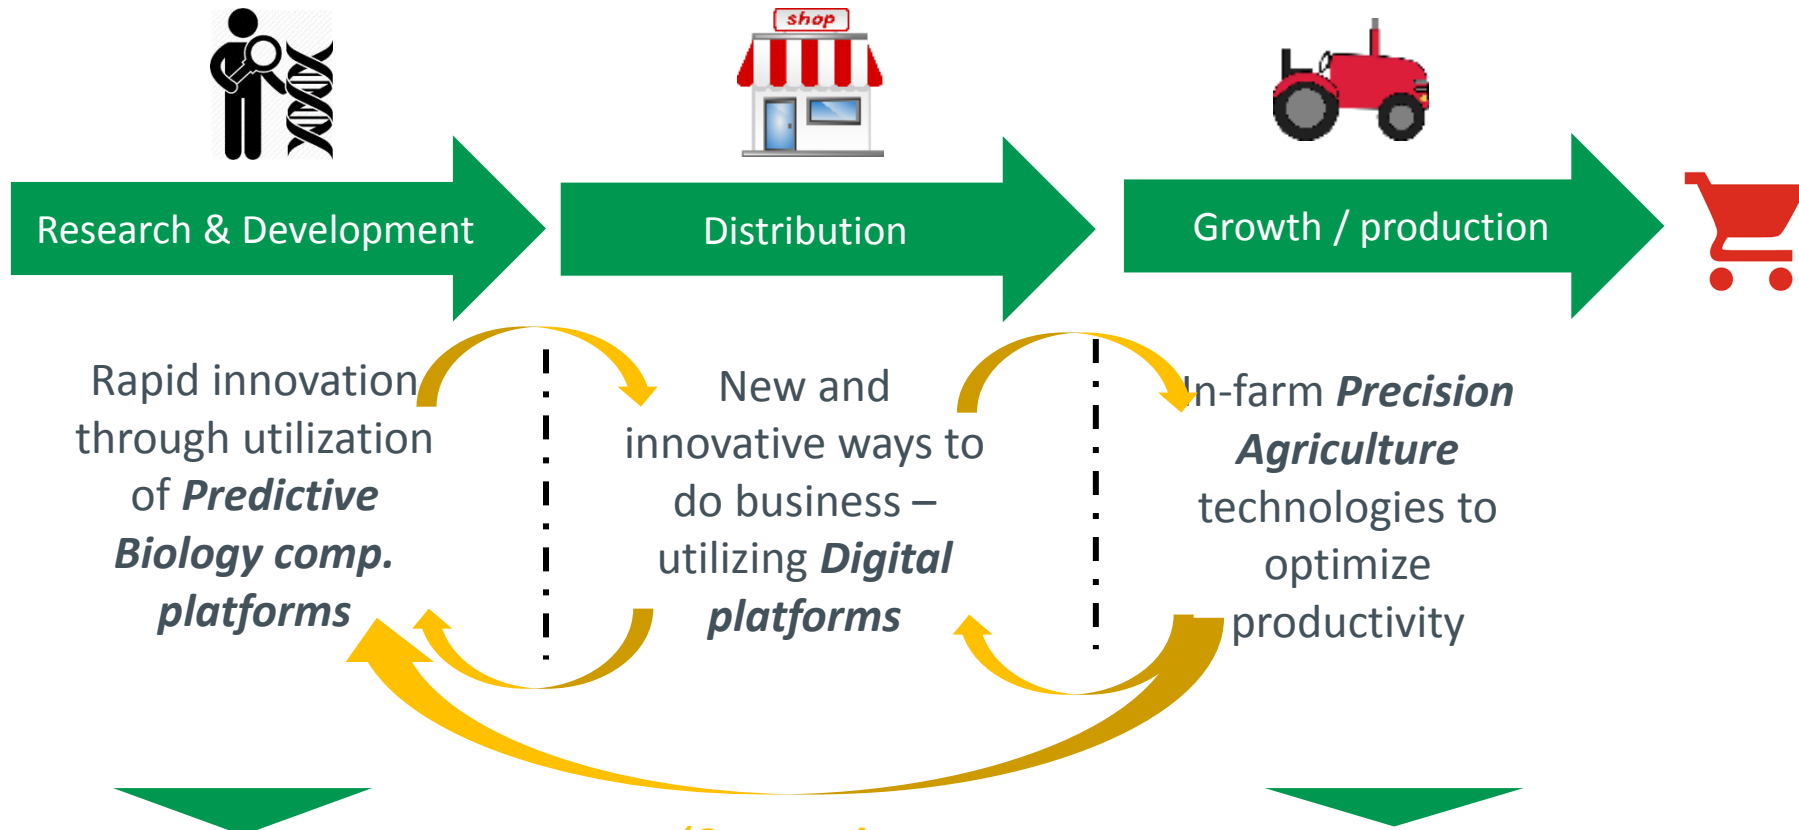 shop
Research & Development
Distribution
Growth / production
Rapid innovation
through utilization
of Predictive
Biology comp.
platforms
New and
innovative ways to
do business –
utilizing Digital
platforms
In-farm Precision
Agriculture
technologies to
optimize
productivity